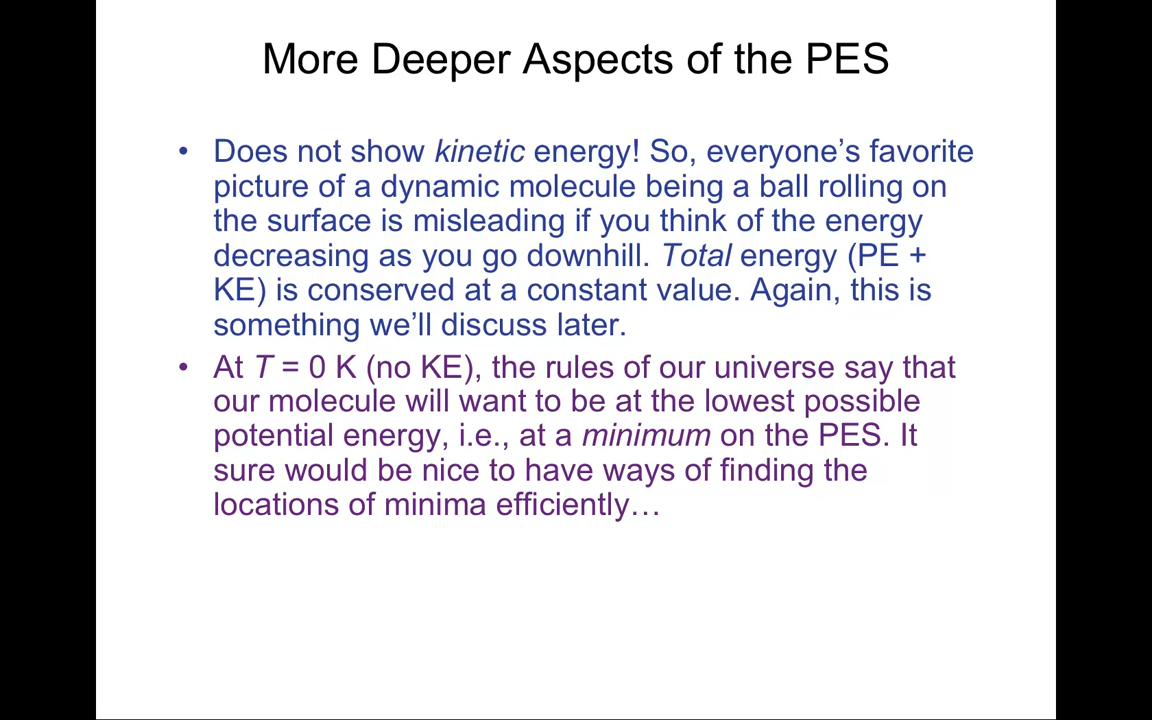 More Deeper Aspects of the PES
• Does not show kinetic energy! So, everyone’s favorite
picture of a dynamic molecule being a ball rolling on
the surface is misleading if you think of the energy
decreasing as you go downhill. Total energy (PE +
KE) is conserved at a constant value. Again, this is
something we’ll discuss later.
• At T = 0 K (no KE), the rules of our universe say that
our molecule will want to be at the lowest possible
potential energy, i.e., at a minimum on the PES. It
sure would be nice to have ways of finding the
locations of minima efficiently…